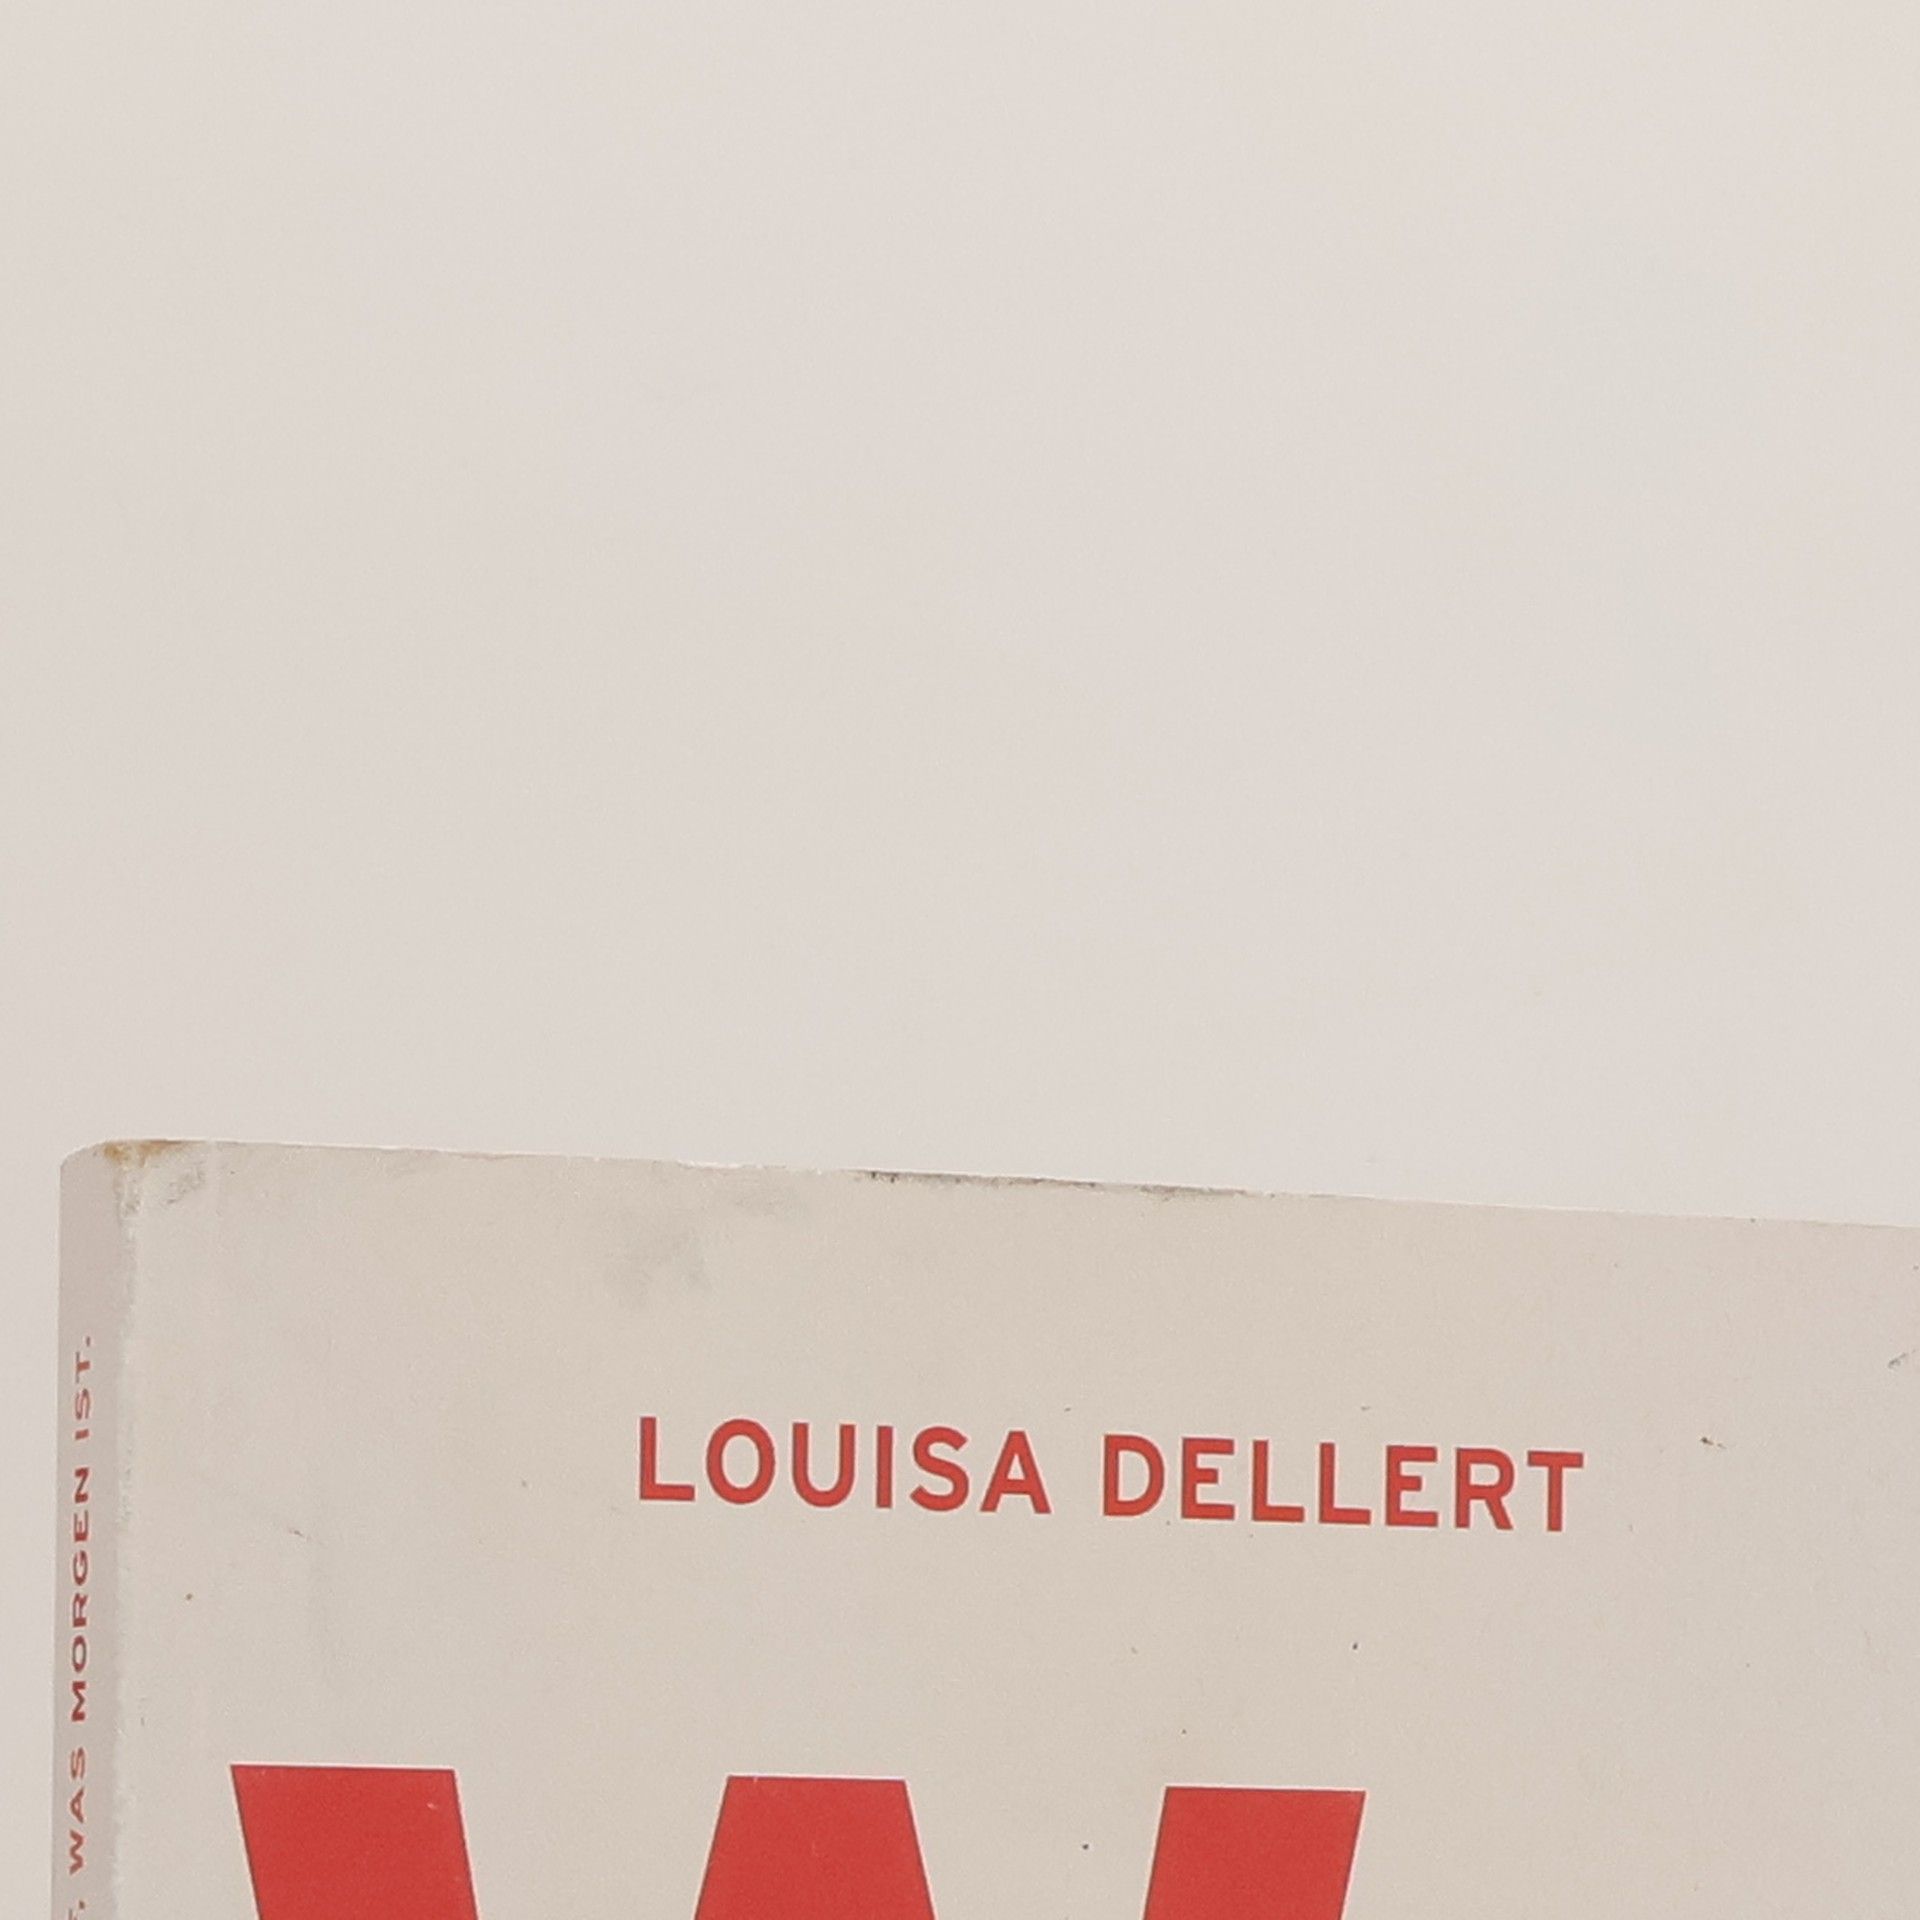 LOUISA DELLERT
W
WAS MORGEN IST.